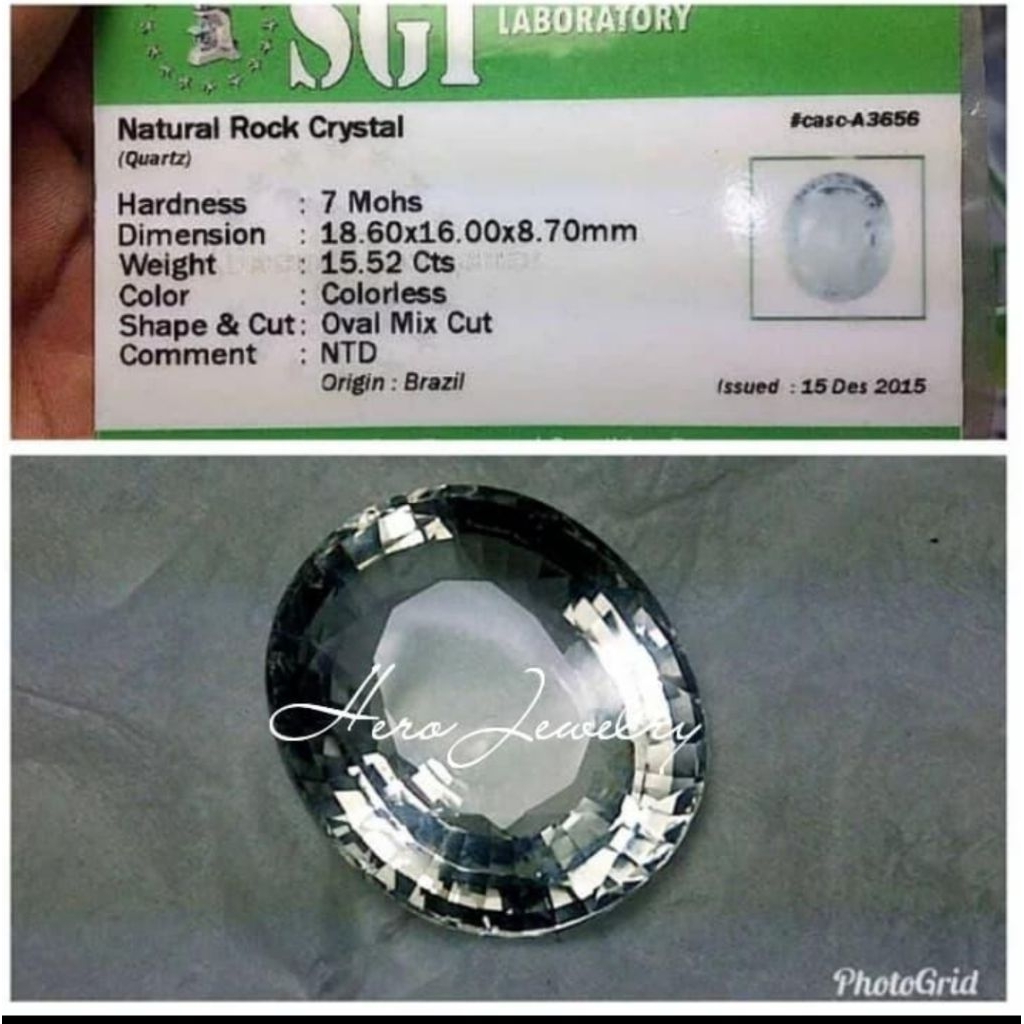 SGI LABORATORY
Natural Rock Crystal
#casc-A3656
(Quartz)
Hardness : 7 Mohs
Dimension : 18.60x16.00x8.70mm
Weight : 15.52 Cts
Color : Colorless
Shape & Cut: Oval Mix Cut
Comment : NTD
Origin : Brazil
Issued : 15 Des 2015
Hero Jewelry
PhotoGrid